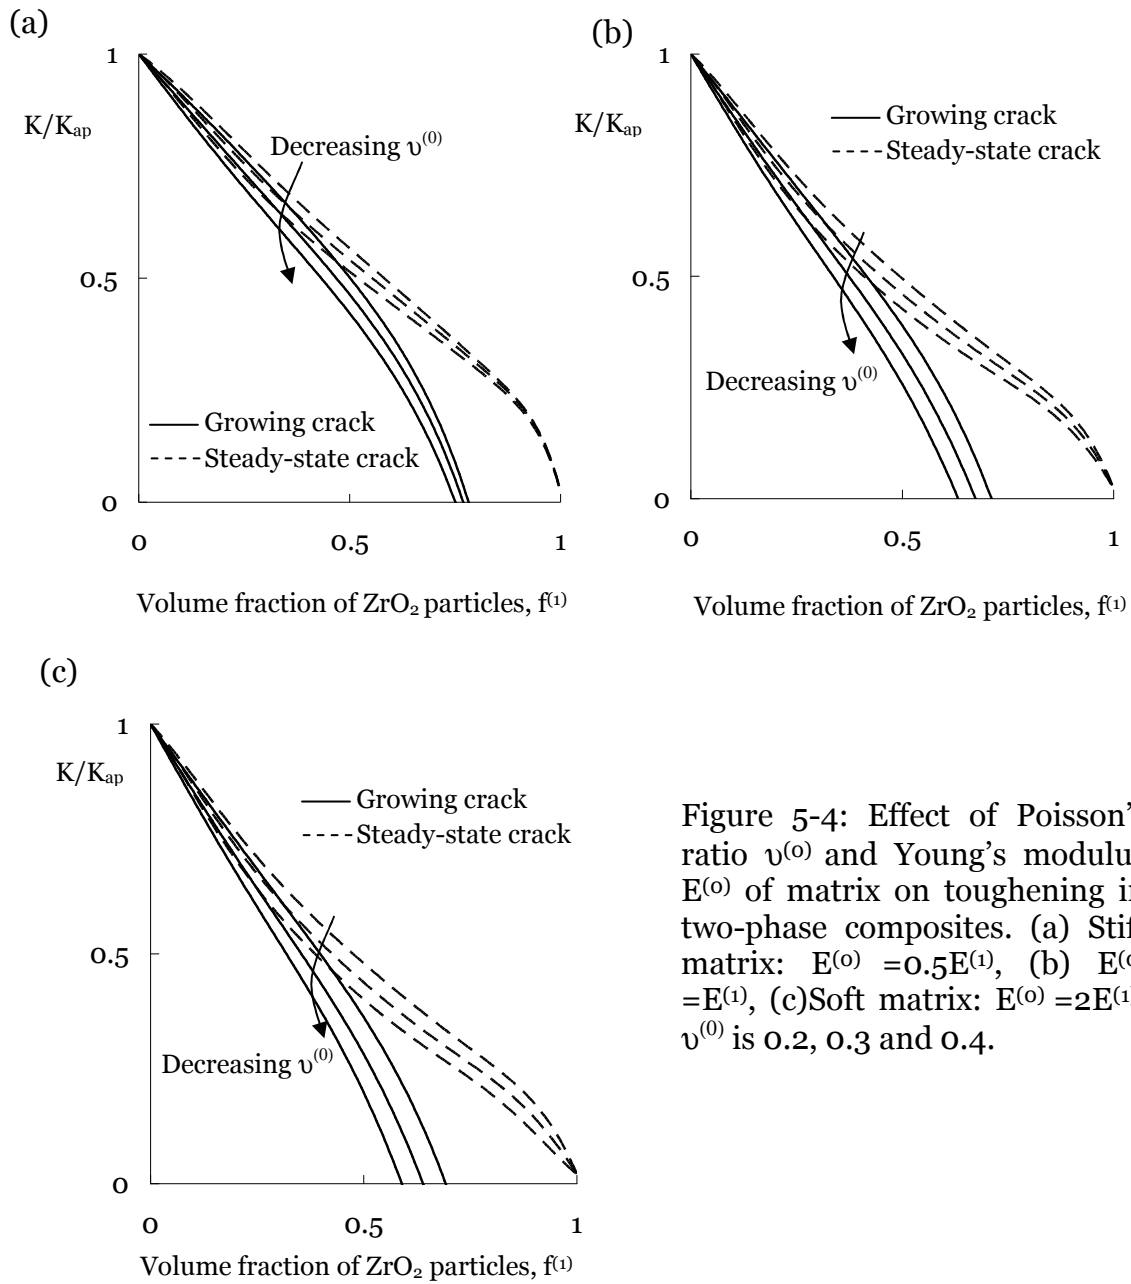 (a)
1
K/Kap
Decreasing υ(0)
0.5
Growing crack
Steady-state crack
0
0
0.5
1
Volume fraction of ZrO₂ particles, f⁽¹⁾
(b)
1
K/Kap
Growing crack
Steady-state crack
0.5
Decreasing υ(0)
0
0
0.5
1
Volume fraction of ZrO₂ particles, f⁽¹⁾
(c)
1
K/Kap
Growing crack
Steady-state crack
0.5
Decreasing υ(0)
0
0
0.5
1
Volume fraction of ZrO₂ particles, f⁽¹⁾
Figure 5-4: Effect of Poisson'
ratio υ(0) and Young's modulu
E(0) of matrix on toughening in
two-phase composites. (a) Stif
matrix: E(0) =0.5E(1), (b) E(0
=E(1), (c)Soft matrix: E(0) =2E(1)
υ(0) is 0.2, 0.3 and 0.4.